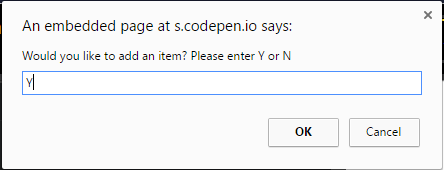 An embedded page at s.codepen.io says:
Would you like to add an item? Please enter Y or N
Y
OK Cancel